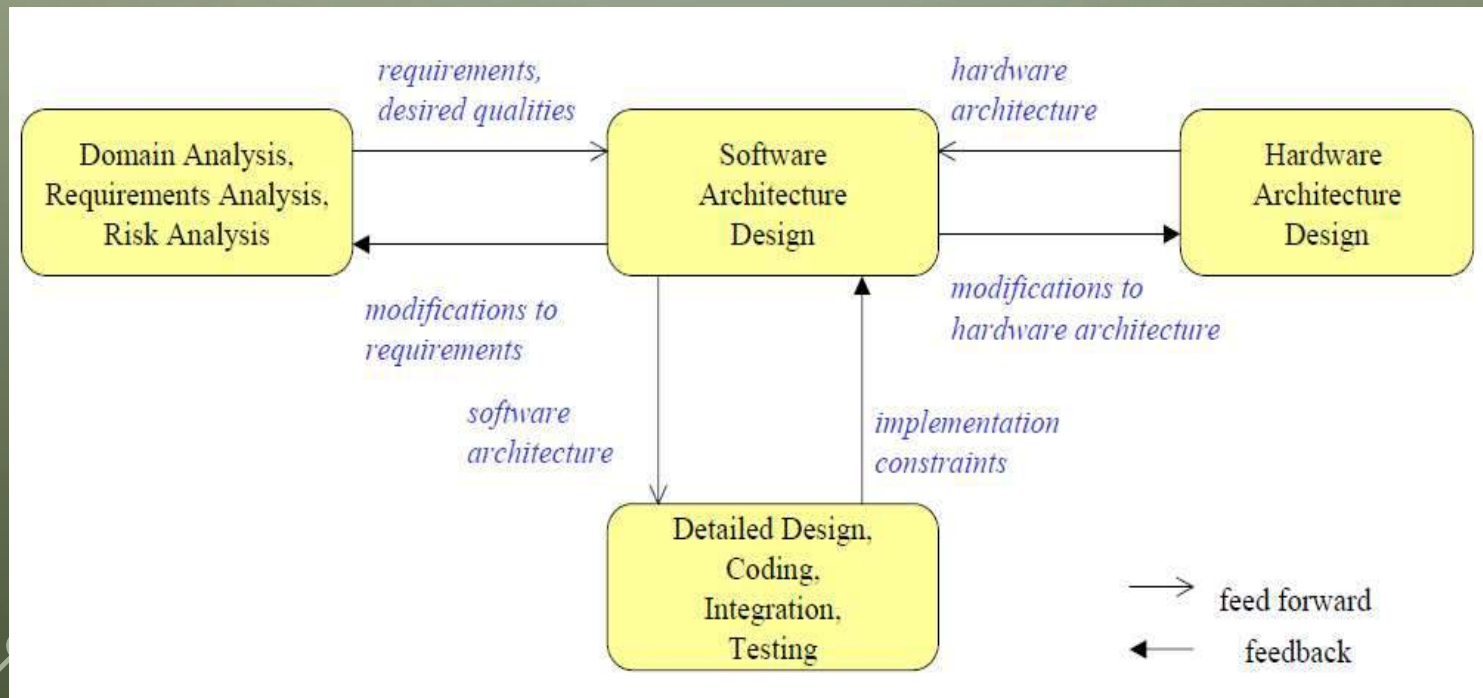 requirements,
desired qualities
hardware
architecture
Domain Analysis,
Requirements Analysis,
Risk Analysis
Software
Architecture
Design
Hardware
Architecture
Design
modifications to
requirements
modifications to
hardware architecture
software
architecture
implementation
constraints
Detailed Design,
Coding,
Integration,
Testing
feed forward
feedback